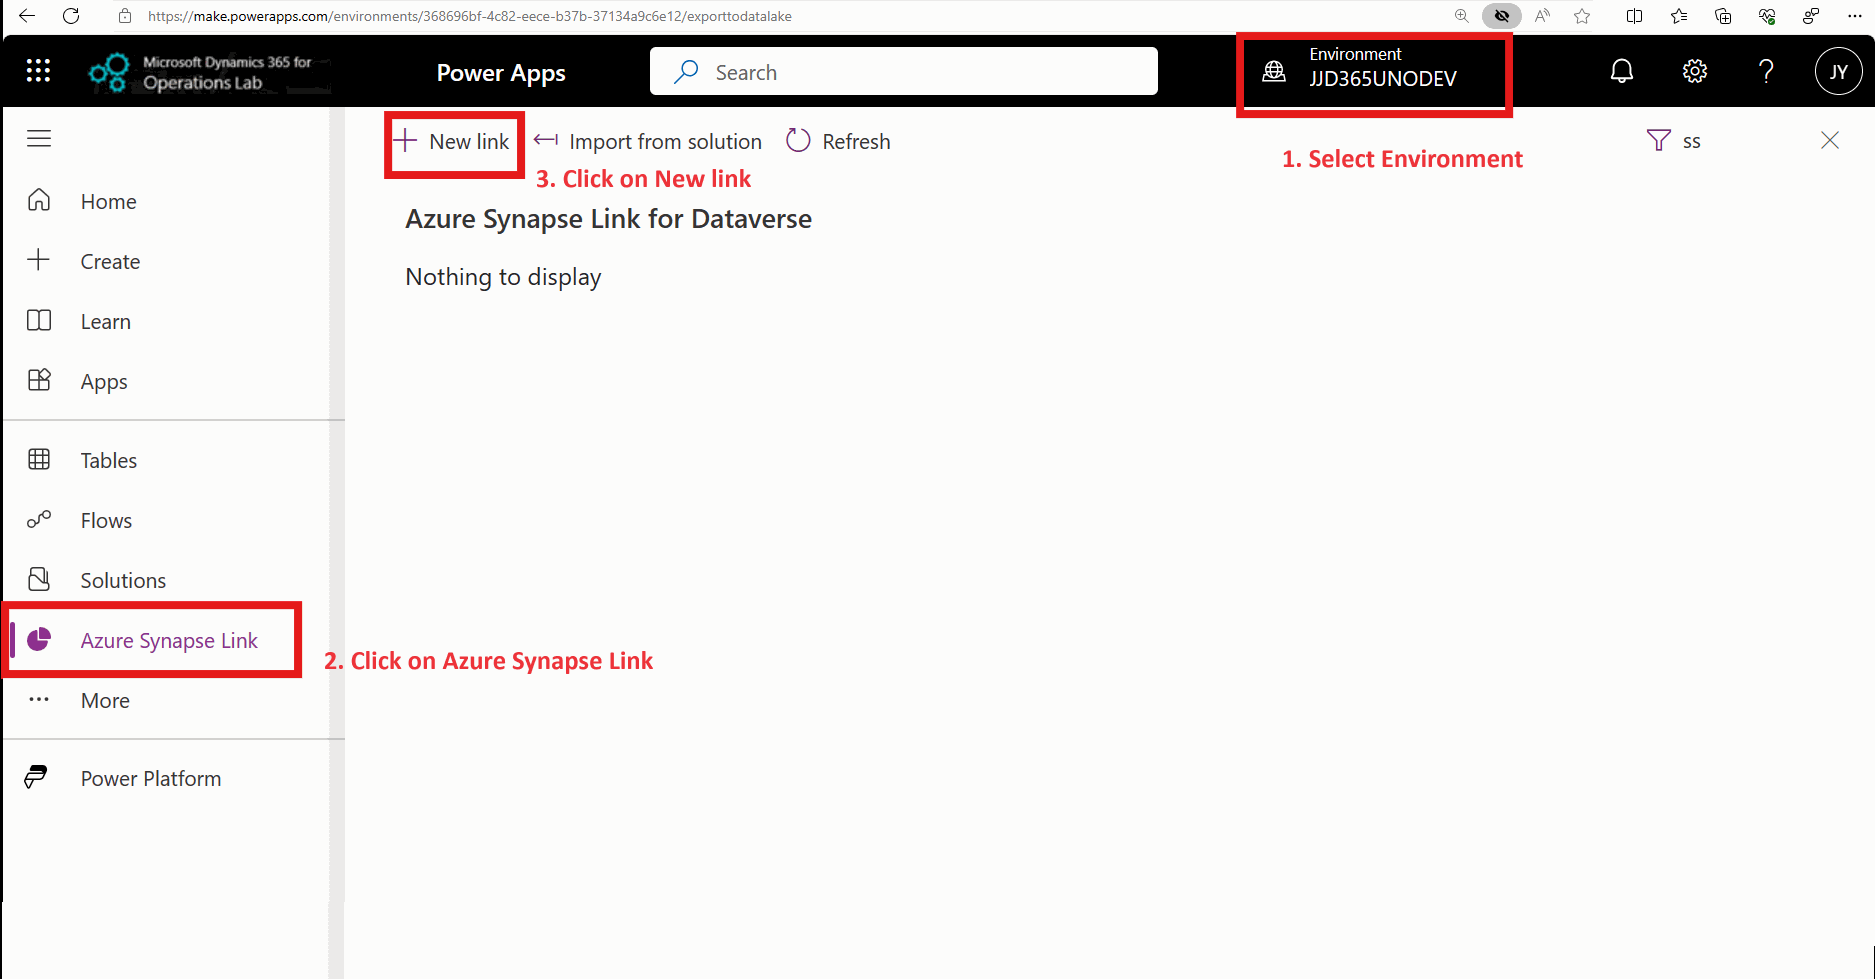 https://make.powerapps.com/environments/368696bf-4c82-eece-b37b-37134a9c6e12/exporttodatalake
Microsoft Dynamics 365 for
Operations Lab
Power Apps
Search
Environment
JJD365UNODEV
JY
New link
Import from solution
Refresh
1. Select Environment
ss
3. Click on New link
Home
Azure Synapse Link for Dataverse
Create
Nothing to display
Learn
Apps
Tables
Flows
Solutions
Azure Synapse Link
2. Click on Azure Synapse Link
More
Power Platform